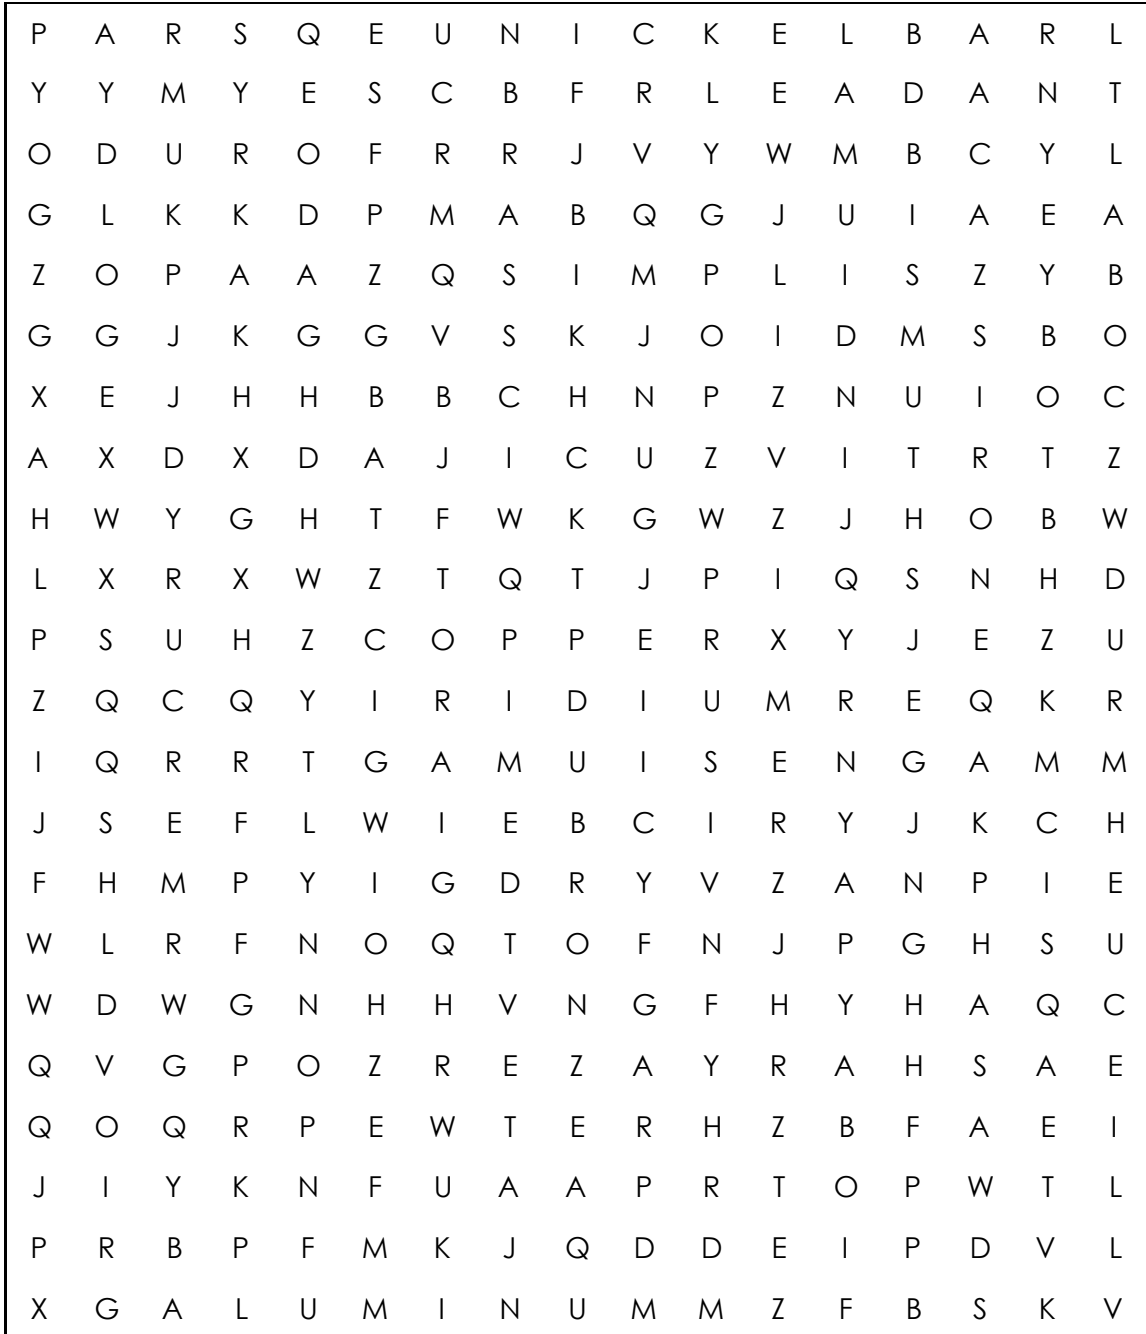 P A R S Q E U N I C K E L B A R L
Y Y M Y E S C B F R L E A D A N T
O D U R O F R R J V Y W M B C Y L
G L K K D P M A B Q G J U I A E A
Z O P A A Z Q S I M P L I S Z Y B
G G J K G G V S K J O I D M S B O
X E J H H B B C H N P Z N U I O C
A X D X D A J I C U Z V I T R T Z
H W Y G H T F W K G W Z J H O B W
L X R X W Z T Q T J P I Q S N H D
P S U H Z C O P P E R X Y J E Z U
Z Q C Q Y I R I D I U M R E Q K R
I Q R R T G A M U I S E N G A M M
J S E F L W I E B C I R Y J K C H
F H M P Y I G D R Y V Z A N P I E
W L R F N O Q T O F N J P G H S U
W D W G N H H V N G F H Y H A Q C
Q V G P O Z R E Z A Y R A H S A E
Q O Q R P E W T E R H Z B F A E I
J I Y K N F U A A P R T O P W T L
P R B P F M K J Q D D E I P D V L
X G A L U M I N U M M Z F B S K V